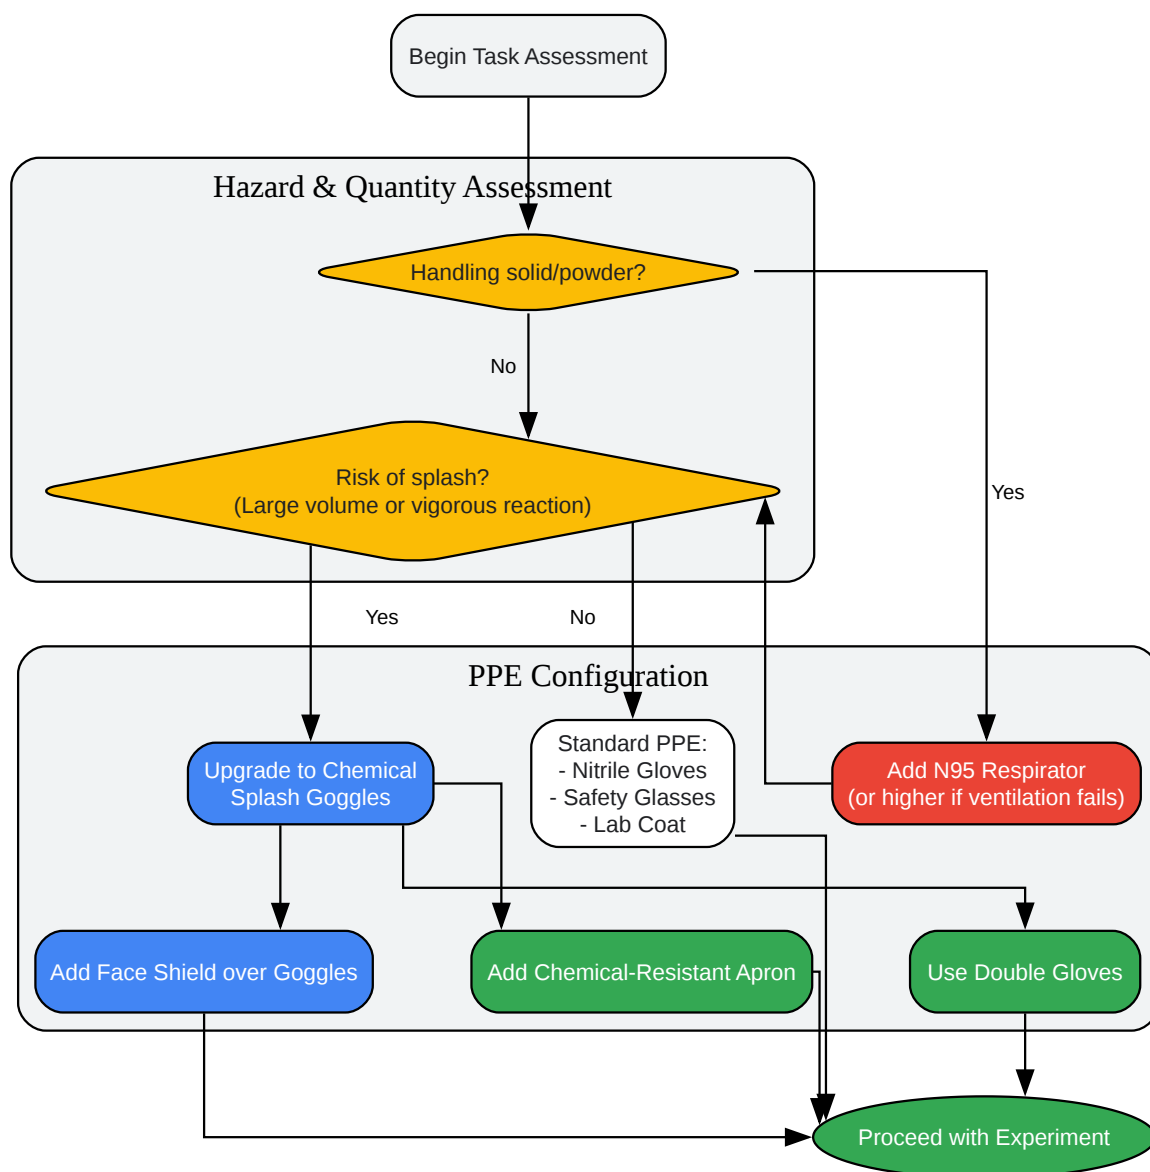 Begin Task Assessment
Hazard & Quantity Assessment
Handling solid/powder?
No
Yes
Risk of splash?
(Large volume or vigorous reaction)
Yes
No
PPE Configuration
Upgrade to Chemical
Splash Goggles
Standard PPE:
- Nitrile Gloves
- Safety Glasses
- Lab Coat
Add N95 Respirator
(or higher if ventilation fails)
Add Face Shield over Goggles
Add Chemical-Resistant Apron
Use Double Gloves
Proceed with Experiment